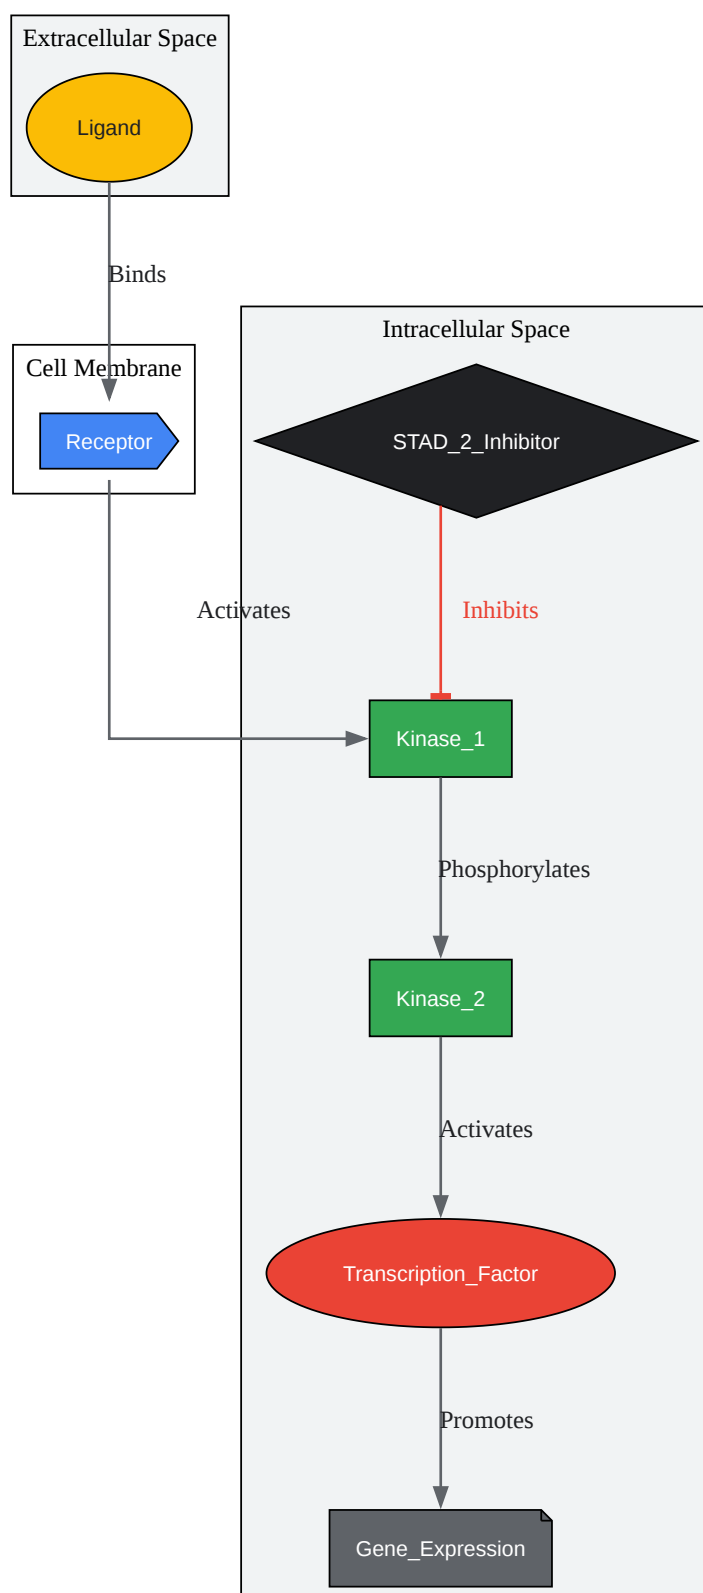 Extracellular Space
Ligand
Binds
Cell Membrane
Receptor
Intracellular Space
STAD_2_Inhibitor
Activates
Inhibits
Kinase_1
Phosphorylates
Kinase_2
Activates
Transcription_Factor
Promotes
Gene_Expression